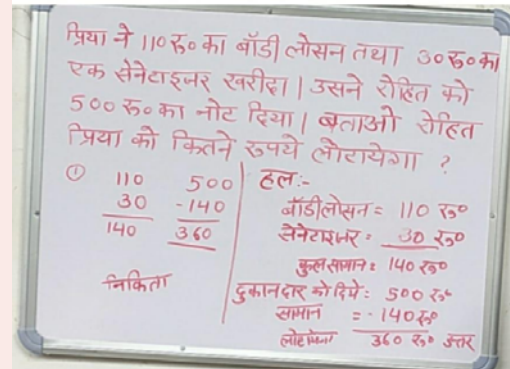 प्रिया ने 110 रु० का बॉडी लोसन तथा 30 रु० का
एक सेनेटाइजर खरीदा। उसने रोहित को
500 रु० का नोट दिया। बताओ रोहित
प्रिया को कितने रुपये लौटायेगा ?
①
110
30
140
500
-140
360
निकिता
हल:-
बॉडीलोसन = 110 रु०
सेनेटाइजर = 30 रु०
कुल सामान = 140 रु०
दुकानदार को दिये = 500 रु०
सामान = - 140 रु०
360 रु० उत्तर